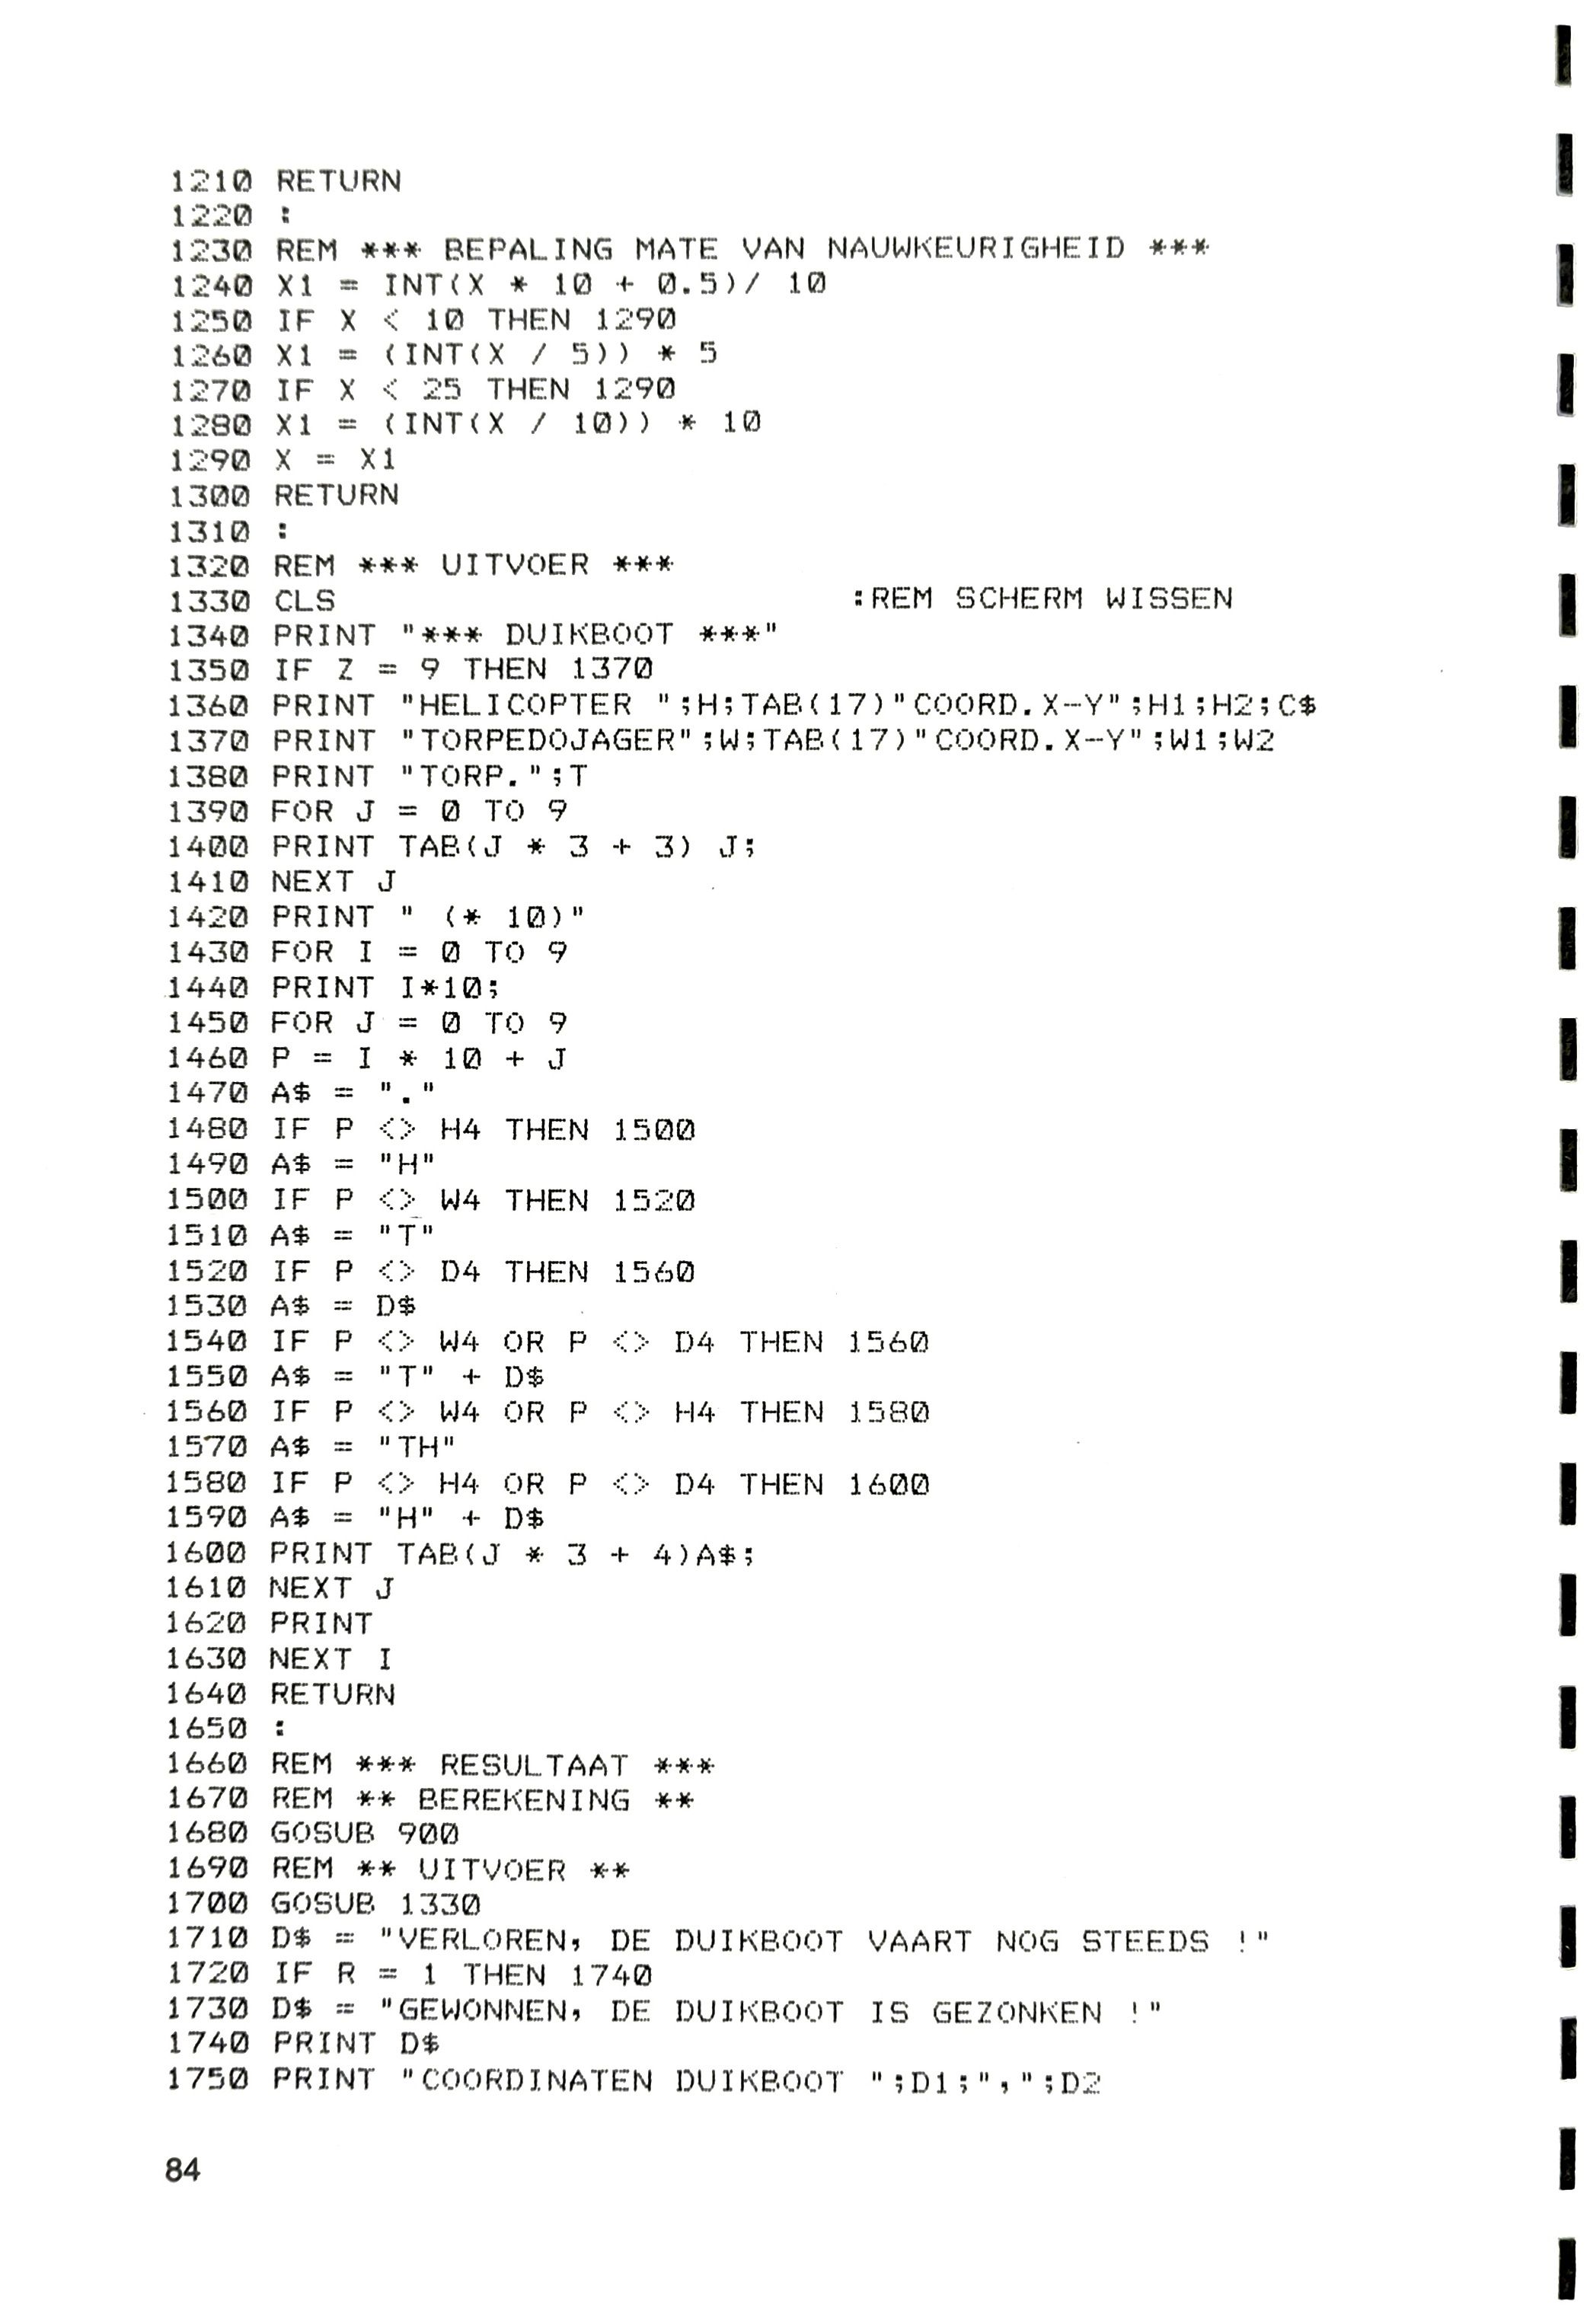 1210 RETURN
1220 :
1230 REM *** BEPALING MATE VAN NAUWKEURIGHEID ***
1240 X1 = INT(X * 10 + 0.5)/ 10
1250 IF X < 10 THEN 1290
1260 X1 = (INT(X / 5)) * 5
1270 IF X < 25 THEN 1290
1280 X1 = (INT(X / 10)) * 10
1290 X = X1
1300 RETURN
1310 :
1320 REM *** UITVOER ***
1330 CLS :REM SCHERM WISSEN
1340 PRINT "*** DUIKBOOT ***"
1350 IF Z = 9 THEN 1370
1360 PRINT "HELICOPTER ";H;TAB(17)"COORD.X-Y";H1;H2;C$
1370 PRINT "TORPEDOJAGER";W;TAB(17)"COORD.X-Y";W1;W2
1380 PRINT "TORP.";T
1390 FOR J = 0 TO 9
1400 PRINT TAB(J * 3 + 3) J;
1410 NEXT J
1420 PRINT " (* 10)"
1430 FOR I = 0 TO 9
1440 PRINT I*10;
1450 FOR J = 0 TO 9
1460 P = I * 10 + J
1470 A$ = "."
1480 IF P <> H4 THEN 1500
1490 A$ = "H"
1500 IF P <> W4 THEN 1520
1510 A$ = "T"
1520 IF P <> D4 THEN 1560
1530 A$ = D$
1540 IF P <> W4 OR P <> D4 THEN 1560
1550 A$ = "T" + D$
1560 IF P <> W4 OR P <> H4 THEN 1580
1570 A$ = "TH"
1580 IF P <> H4 OR P <> D4 THEN 1600
1590 A$ = "H" + D$
1600 PRINT TAB(J * 3 + 4)A$;
1610 NEXT J
1620 PRINT
1630 NEXT I
1640 RETURN
1650 :
1660 REM *** RESULTAAT ***
1670 REM ** BEREKENING **
1680 GOSUB 900
1690 REM ** UITVOER **
1700 GOSUB 1330
1710 D$ = "VERLOREN, DE DUIKBOOT VAART NOG STEEDS !"
1720 IF R = 1 THEN 1740
1730 D$ = "GEWONNEN, DE DUIKBOOT IS GEZONKEN !"
1740 PRINT D$
1750 PRINT "COORDINATEN DUIKBOOT ";D1;",";D2
84